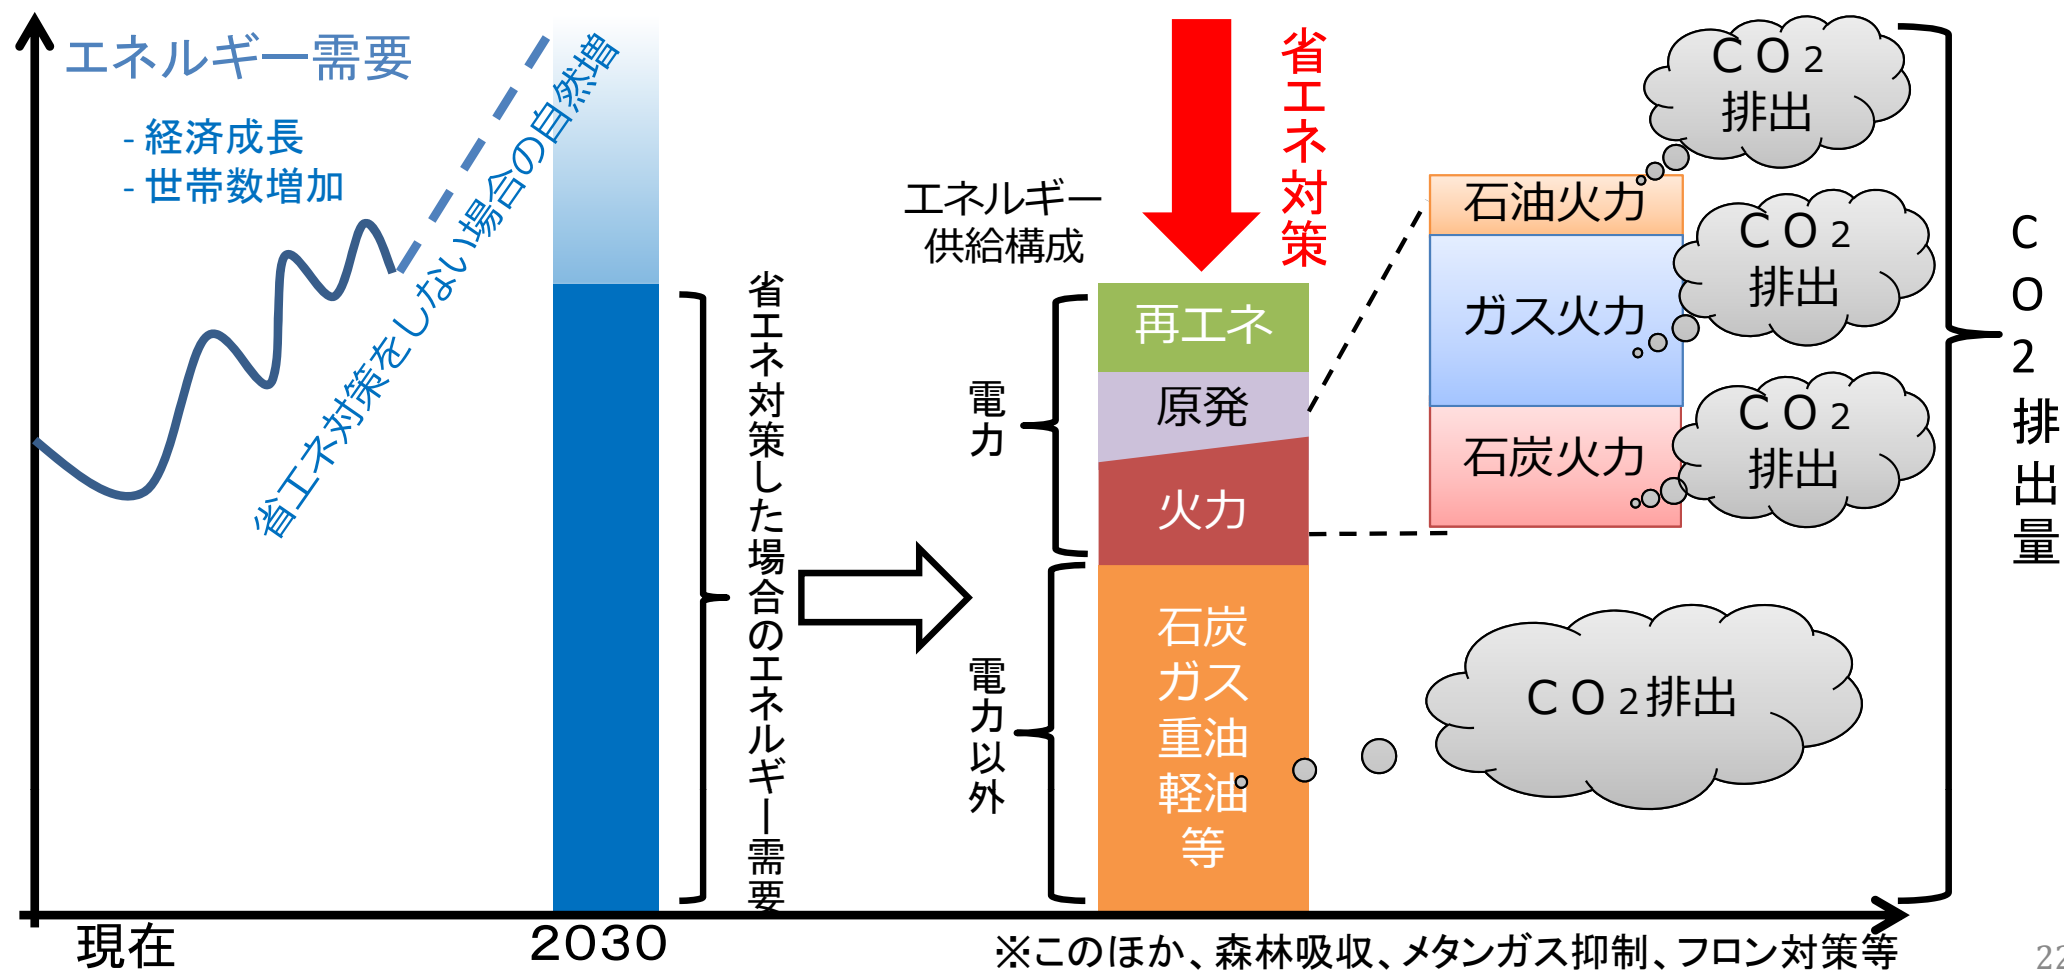 エネルギー需要
- 経済成長
- 世帯数増加
省エネ対策をしない場合の自然増
省エネ対策した場合のエネルギー需要
エネルギー
供給構成
省エネ対策
電力
電力以外
再エネ
原発
火力
石炭
ガス
重油
軽油
等
石油火力
ガス火力
石炭火力
ＣＯ２
排出
ＣＯ２
排出
ＣＯ２
排出
ＣＯ２排出
ＣＯ２排出量
現在
2030
※このほか、森林吸収、メタンガス抑制、フロン対策等
22